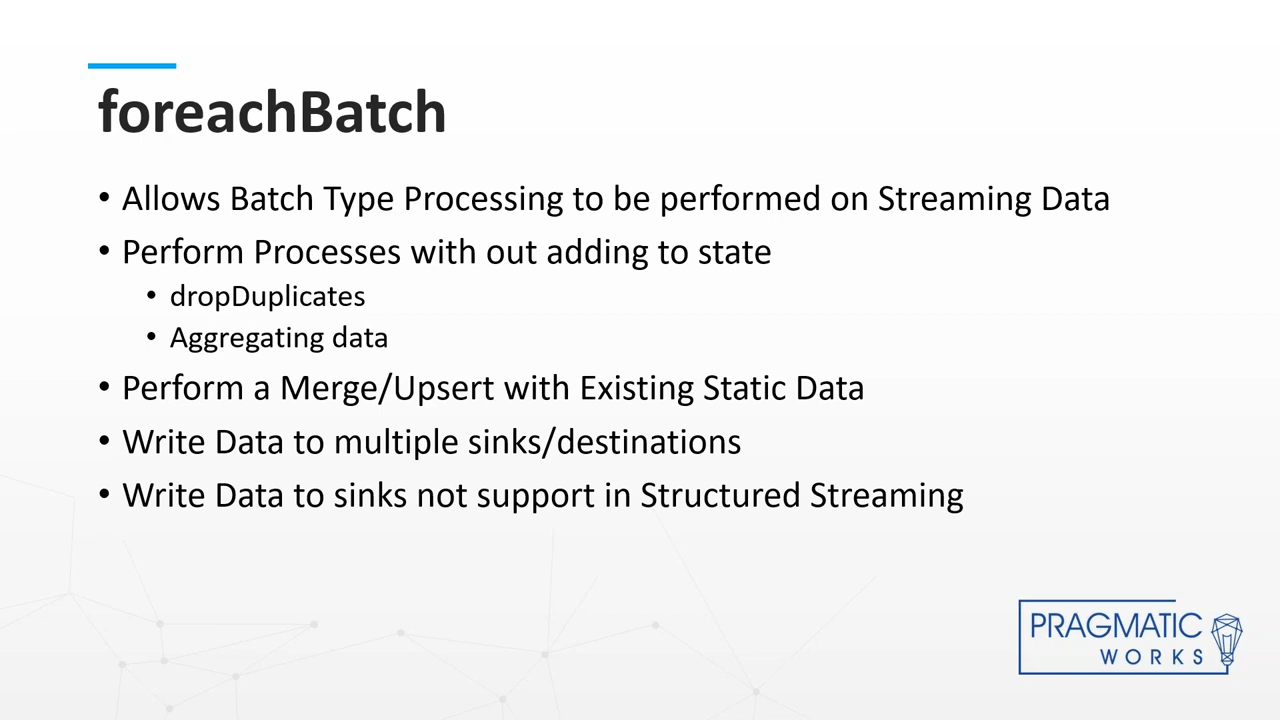 foreachBatch
• Allows Batch Type Processing to be performed on Streaming Data
• Perform Processes with out adding to state
• dropDuplicates
• Aggregating data
• Perform a Merge/Upsert with Existing Static Data
• Write Data to multiple sinks/destinations
• Write Data to sinks not support in Structured Streaming
PRAGMATIC
WORKS